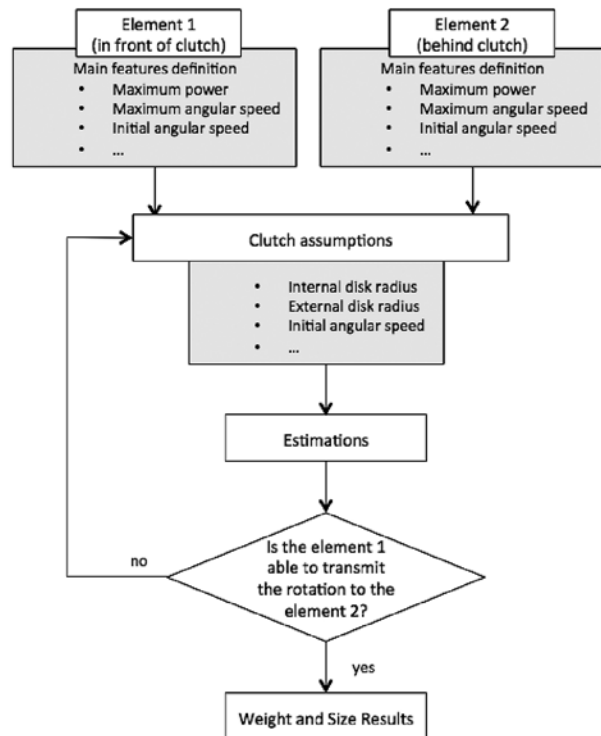 Element 1
(in front of clutch)
Main features definition
• Maximum power
• Maximum angular speed
• Initial angular speed
• ...
Element 2
(behind clutch)
Main features definition
• Maximum power
• Maximum angular speed
• Initial angular speed
• ...
Clutch assumptions
• Internal disk radius
• External disk radius
• Initial angular speed
• ...
Estimations
Is the element 1
able to transmit
the rotation to the
element 2?
no
yes
Weight and Size Results